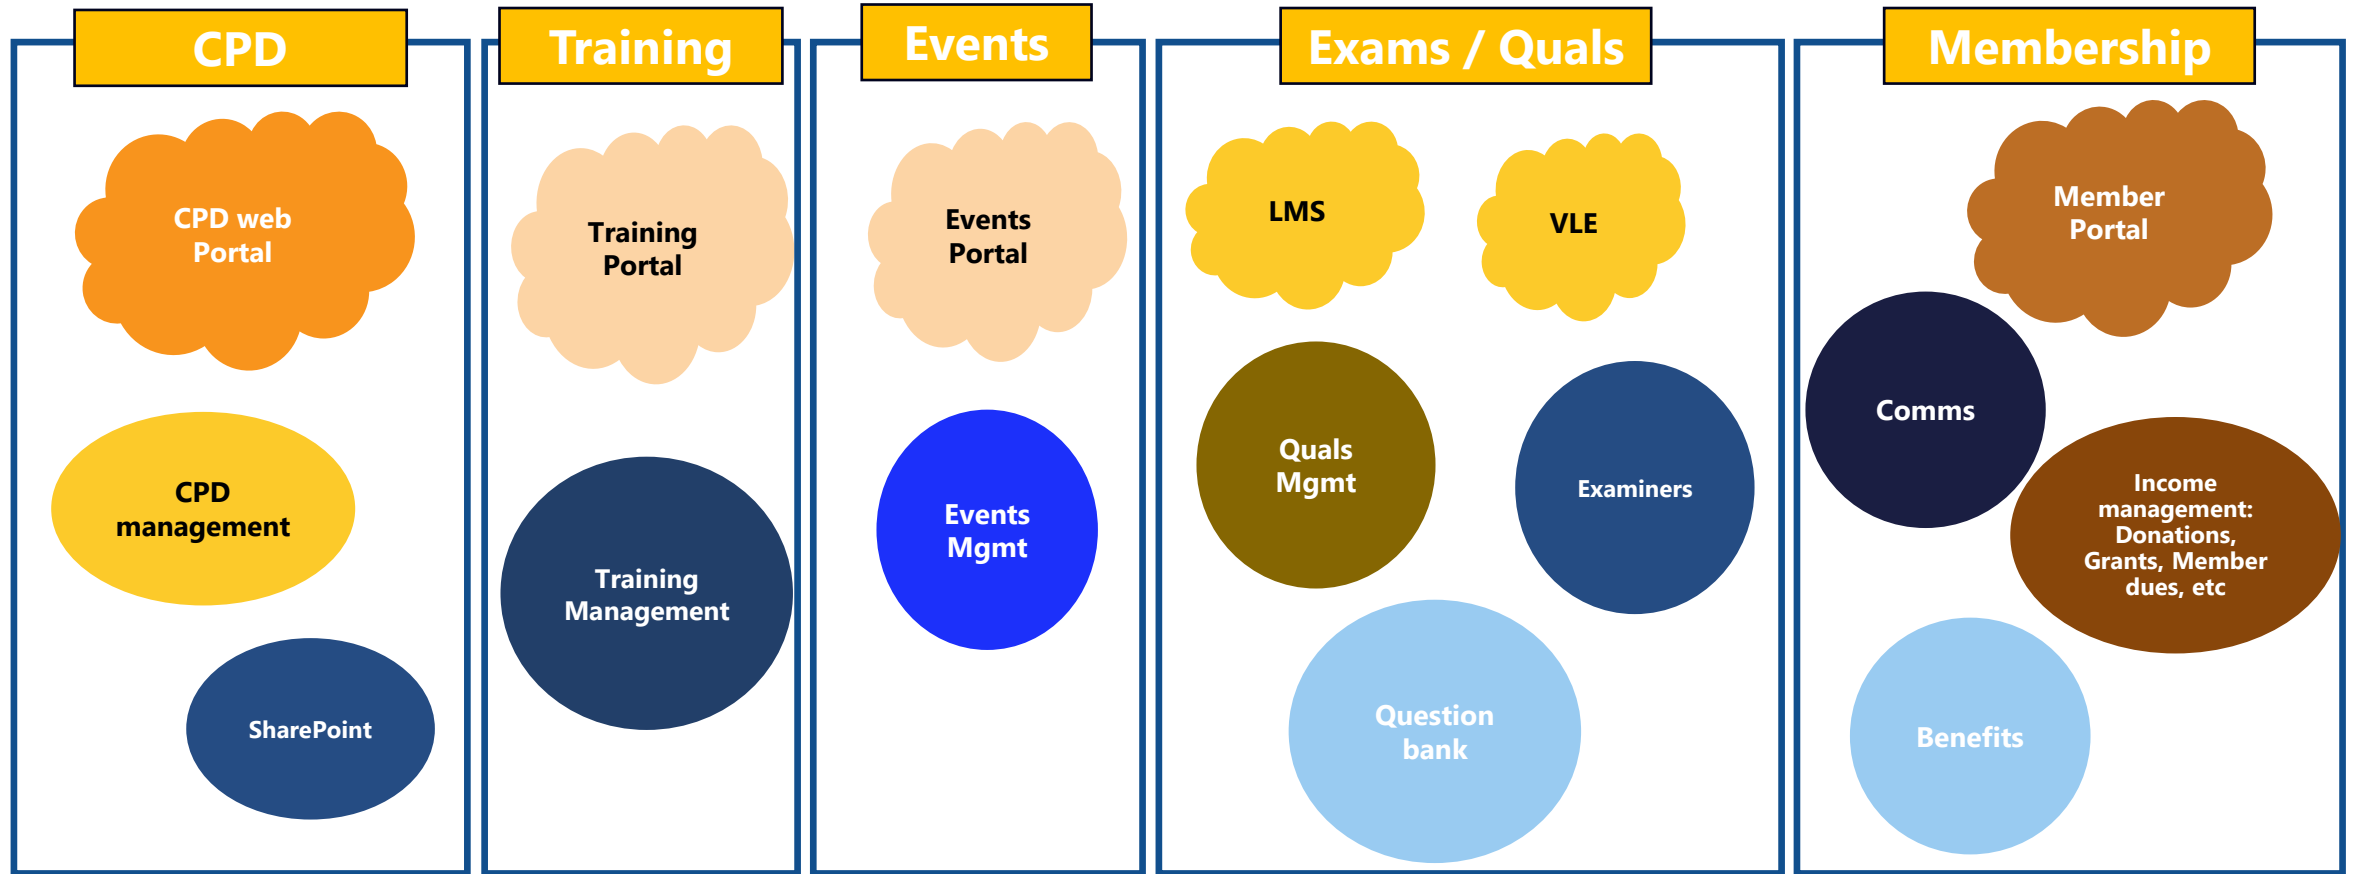 CPD
CPD web
Portal
CPD
management
SharePoint
Training
Training
Portal
Training
Management
Events
Events
Portal
Events
Mgmt
Exams / Quals
LMS
VLE
Quals
Mgmt
Examiners
Question
bank
Membership
Member
Portal
Comms
Income
management:
Donations,
Grants, Member
dues, etc
Benefits